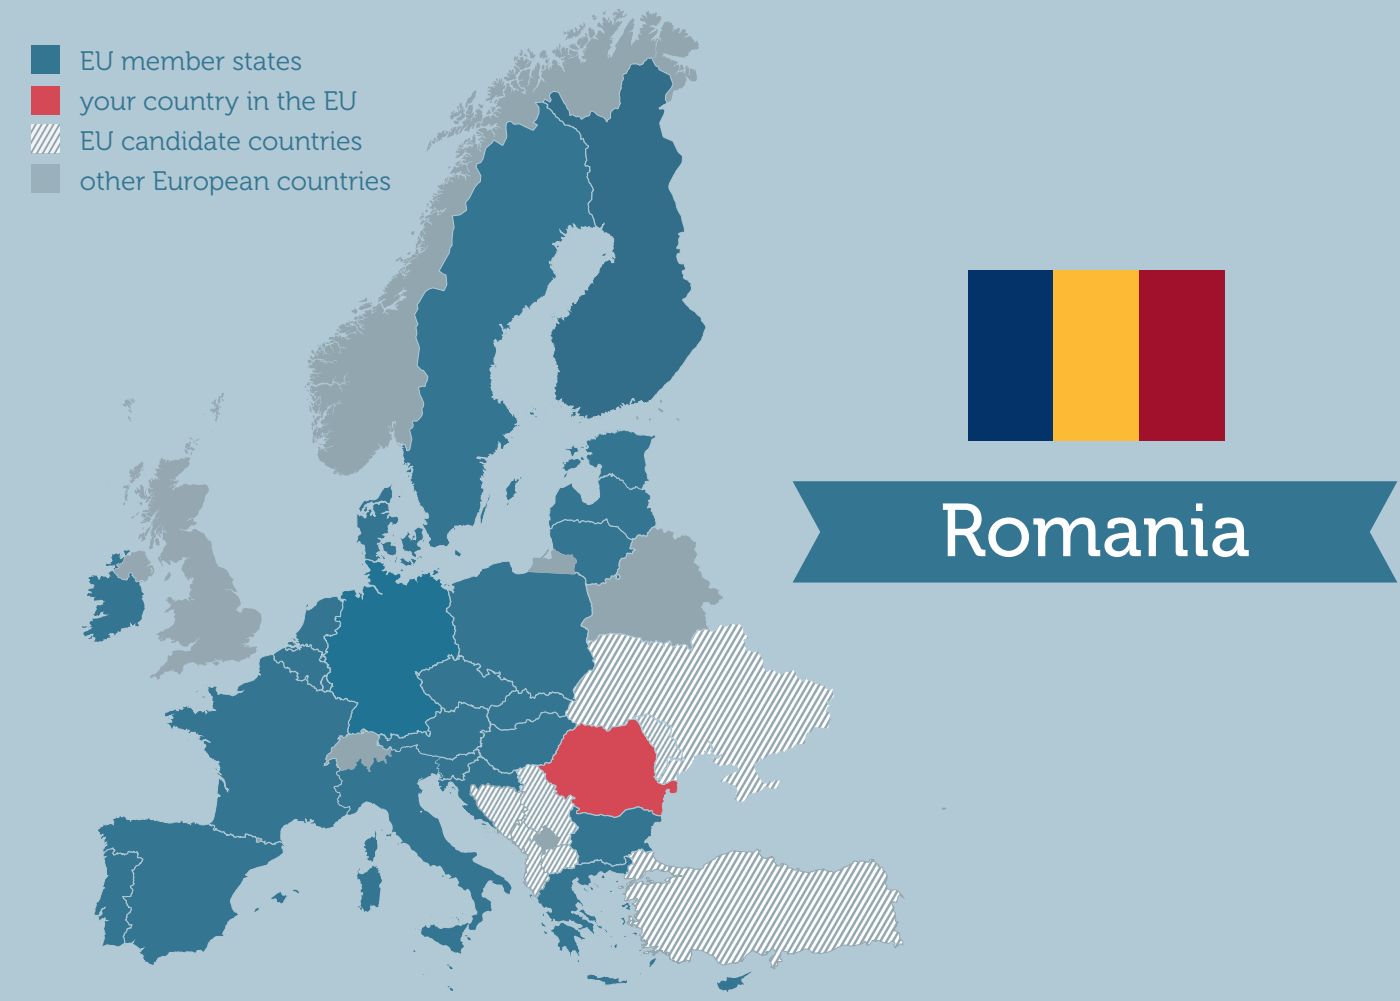 EU member states
your country in the EU
EU candidate countries
other European countries
Romania